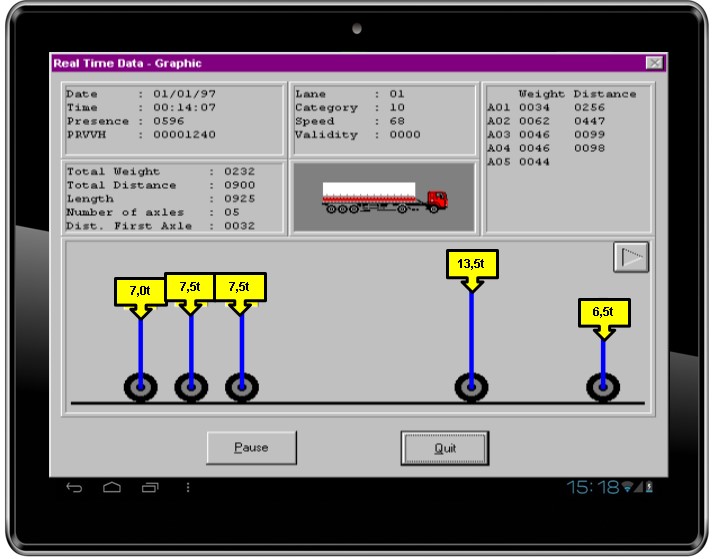 Real Time Data - Graphic
Date : 01/01/97
Time : 00:14:07
Presence : 0596
PRVVH : 00001240
Lane : 01
Category : 10
Speed : 68
Validity : 0000
Weight Distance
A01 0034 0256
A02 0062 0447
A03 0046 0099
A04 0046 0098
A05 0044
Total Weight : 0232
Total Distance : 0900
Length : 0925
Number of axles : 05
Dist. First Axle : 0032
7,0t
7,5t
7,5t
13,5t
6,5t
Pause
Quit
15:18